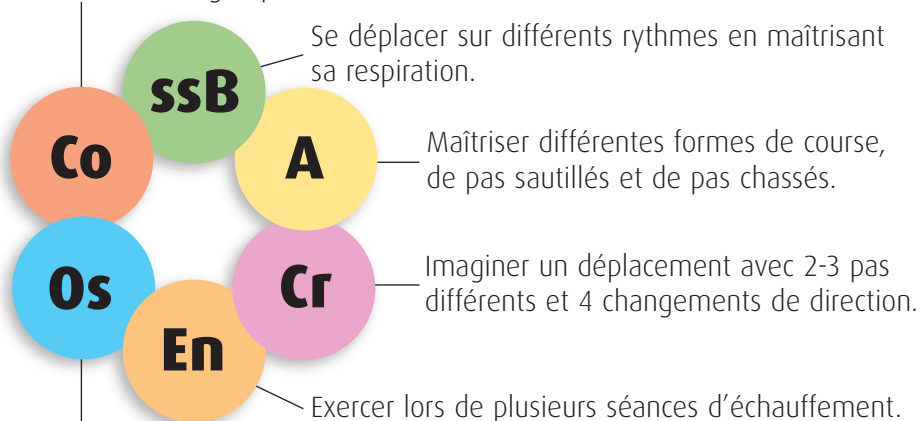 ssB
Se déplacer sur différents rythmes en maîtrisant
sa respiration.
Co
A
Maîtriser différentes formes de course,
de pas sautillés et de pas chassés.
Os
Cr
Imaginer un déplacement avec 2-3 pas
différents et 4 changements de direction.
En
Exercer lors de plusieurs séances d’échauffement.